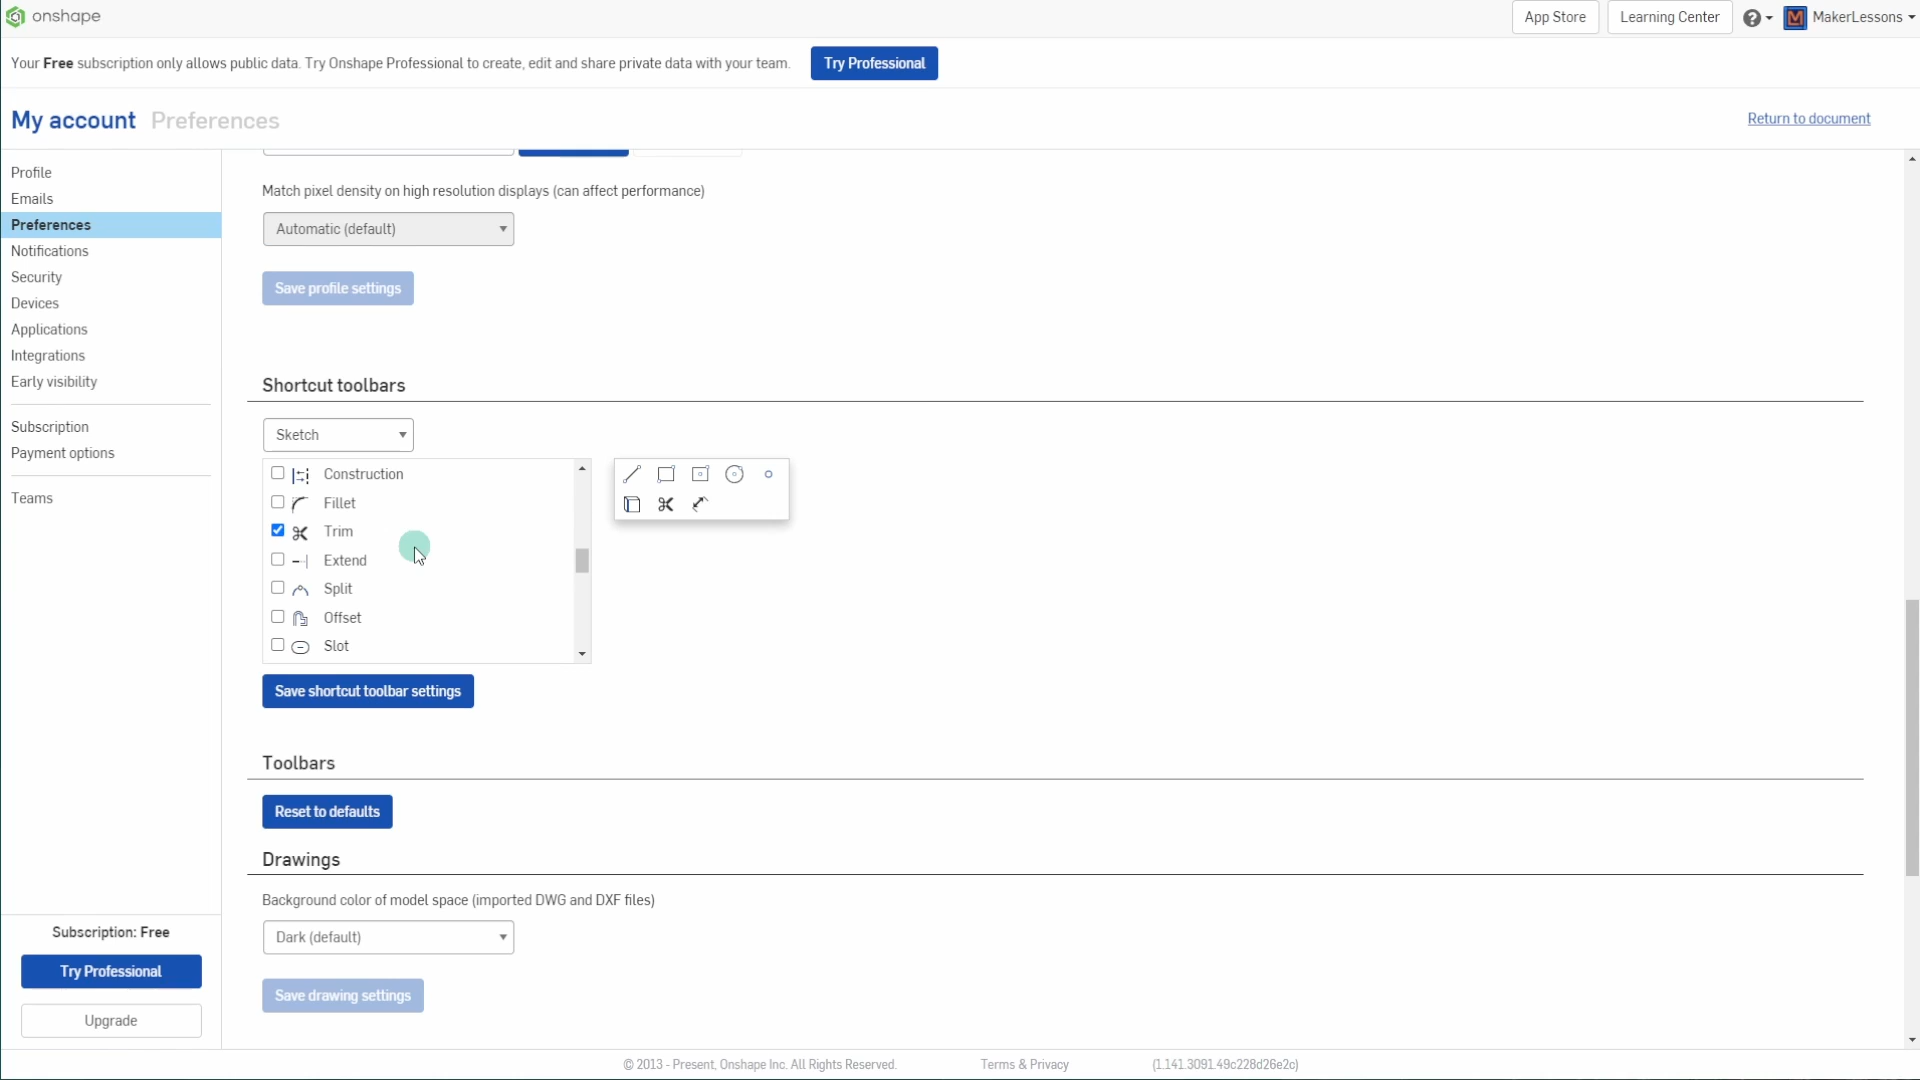 onshape
App Store
Learning Center
MakerLessons
Your Free subscription only allows public data. Try Onshape Professional to create, edit and share private data with your team.
Try Professional
My account Preferences
Return to document
Profile
Emails
Preferences
Notifications
Security
Devices
Applications
Integrations
Early visibility
Subscription
Payment options
Teams
Match pixel density on high resolution displays (can affect performance)
Automatic (default)
Save profile settings
Shortcut toolbars
Sketch
Construction
Fillet
Trim
Extend
Split
Offset
Slot
Save shortcut toolbar settings
Toolbars
Reset to defaults
Drawings
Background color of model space (imported DWG and DXF files)
Dark (default)
Save drawing settings
Subscription: Free
Try Professional
Upgrade
© 2013 - Present, Onshape Inc. All Rights Reserved.
Terms & Privacy
(1.141.3091.49c228d26e2c)